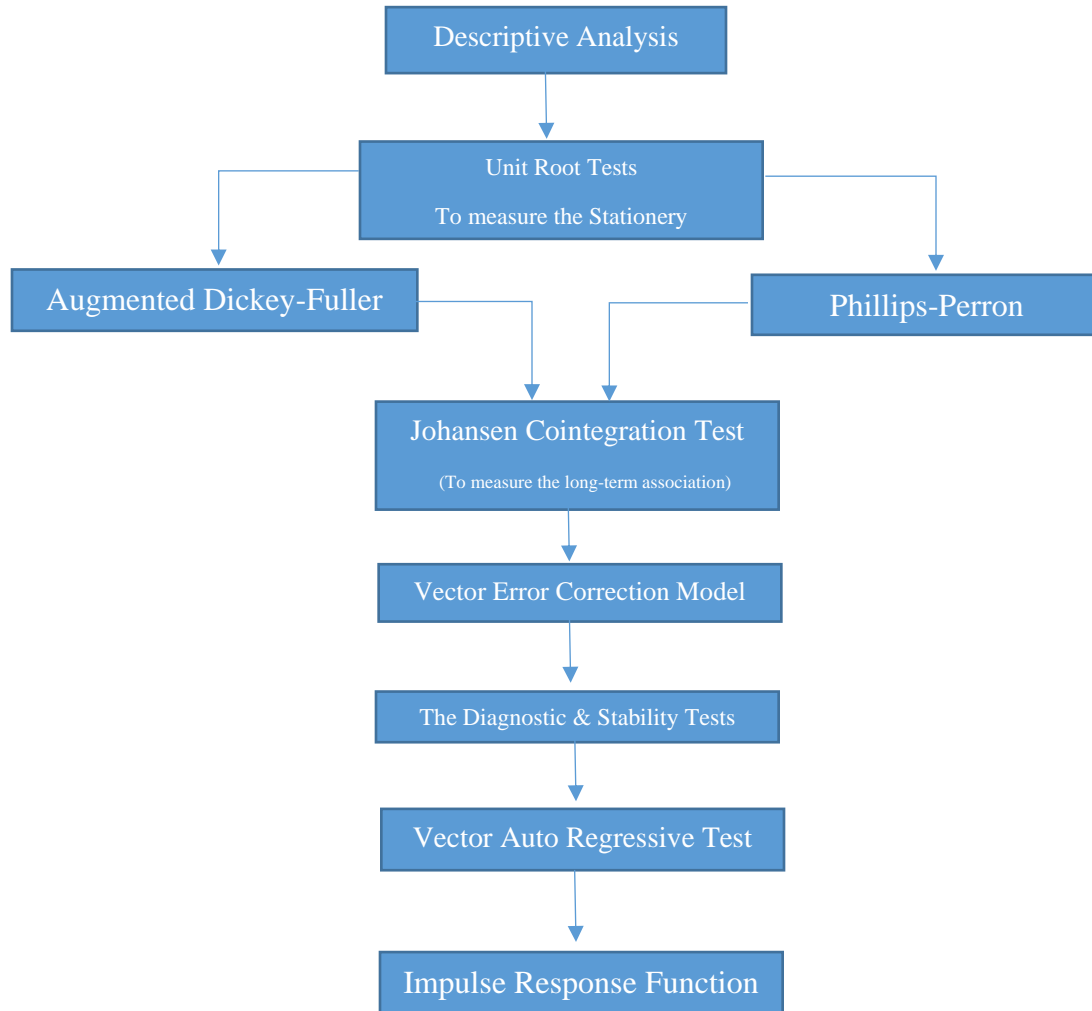 Descriptive Analysis
Unit Root Tests
To measure the Stationery
Augmented Dickey-Fuller
Phillips-Perron
Johansen Cointegration Test
(To measure the long-term association)
Vector Error Correction Model
The Diagnostic & Stability Tests
Vector Auto Regressive Test
Impulse Response Function